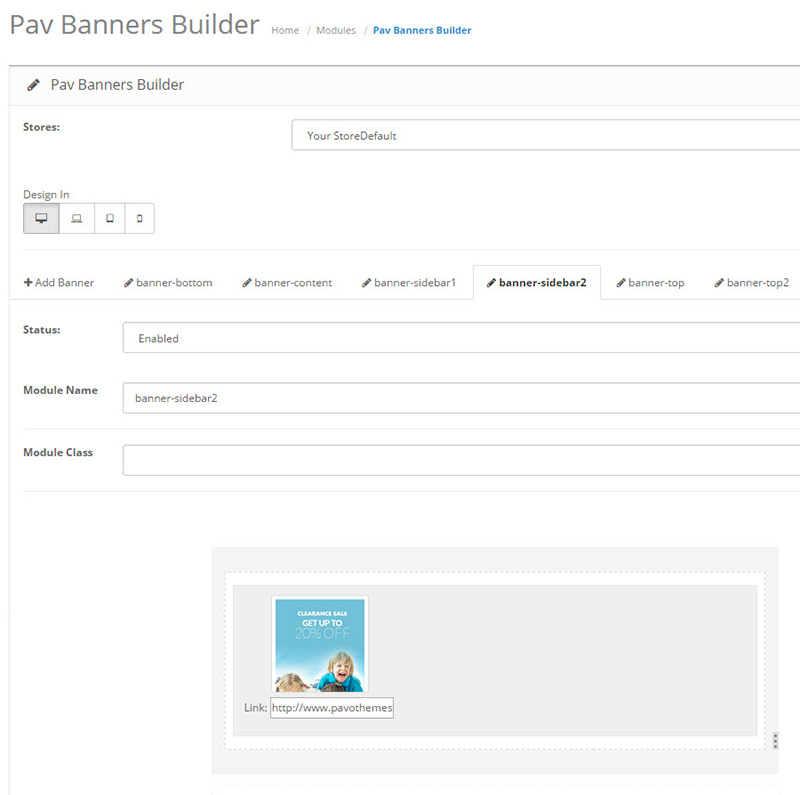 Pav Banners Builder Home / Modules / Pav Banners Builder
Pav Banners Builder
Stores: Your StoreDefault
Design In
Add Banner banner-bottom banner-content banner-sidebar1 banner-sidebar2 banner-top banner-top2
Status: Enabled
Module Name banner-sidebar2
Module Class
CLEARANCE SALE
GET UP TO
20% OFF
Link: http://www.pavothemes